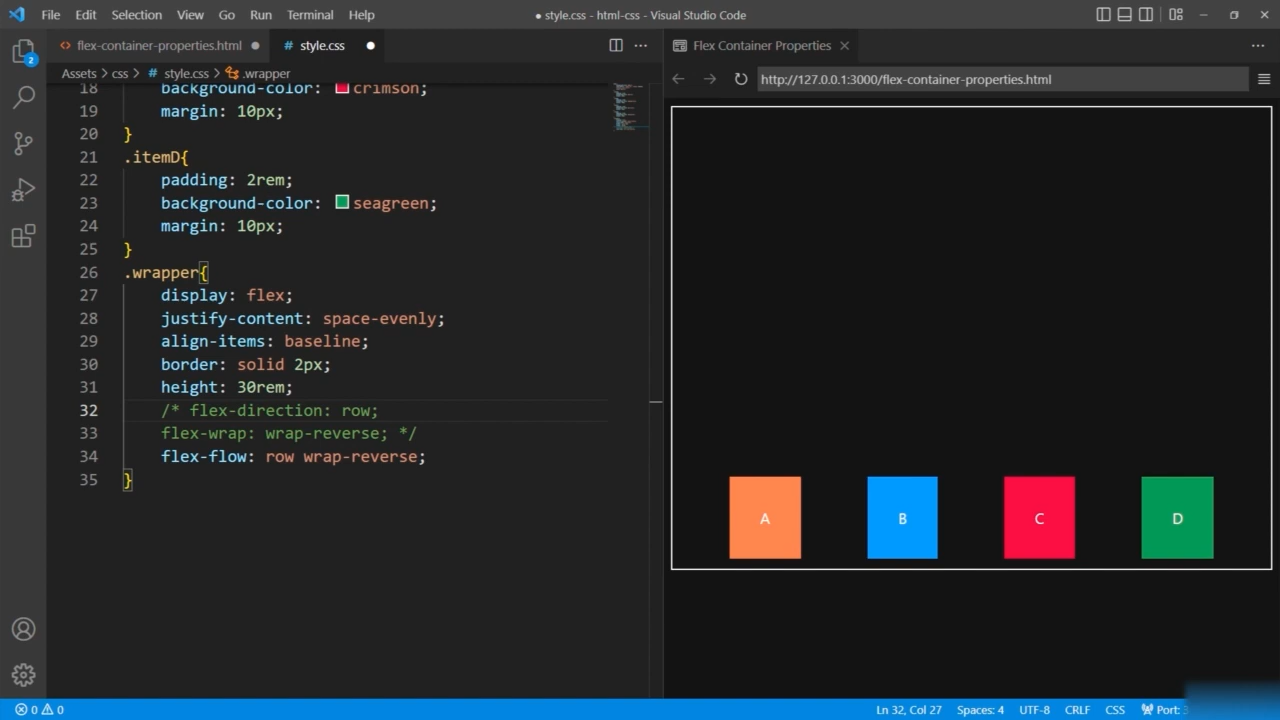 File Edit Selection View Go Run Terminal Help
● style.css - html-css - Visual Studio Code
flex-container-properties.html
# style.css
Flex Container Properties
Assets > css > # style.css > .wrapper
http://127.0.0.1:3000/flex-container-properties.html
2
18 background-color: crimson;
19 margin: 10px;
20 }
21 .itemD{
22 padding: 2rem;
23 background-color: seagreen;
24 margin: 10px;
25 }
26 .wrapper{
27 display: flex;
28 justify-content: space-evenly;
29 align-items: baseline;
30 border: solid 2px;
31 height: 30rem;
32 /* flex-direction: row;
33 flex-wrap: wrap-reverse; */
34 flex-flow: row wrap-reverse;
35 }
A B C D
0 0
Ln 32, Col 27 Spaces: 4 UTF-8 CRLF CSS Port: